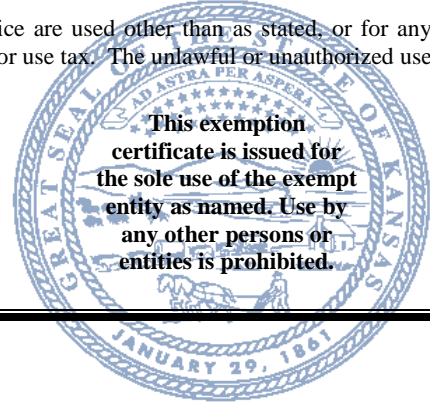 ice are used other than as stated, or for any
or use tax. The unlawful or unauthorized use
GREAT SEAL OF THE STATE OF KANSAS
AD ASTRA PER ASPERA
This exemption
certificate is issued for
the sole use of the exempt
entity as named. Use by
any other persons or
entities is prohibited.
JANUARY 29, 1861